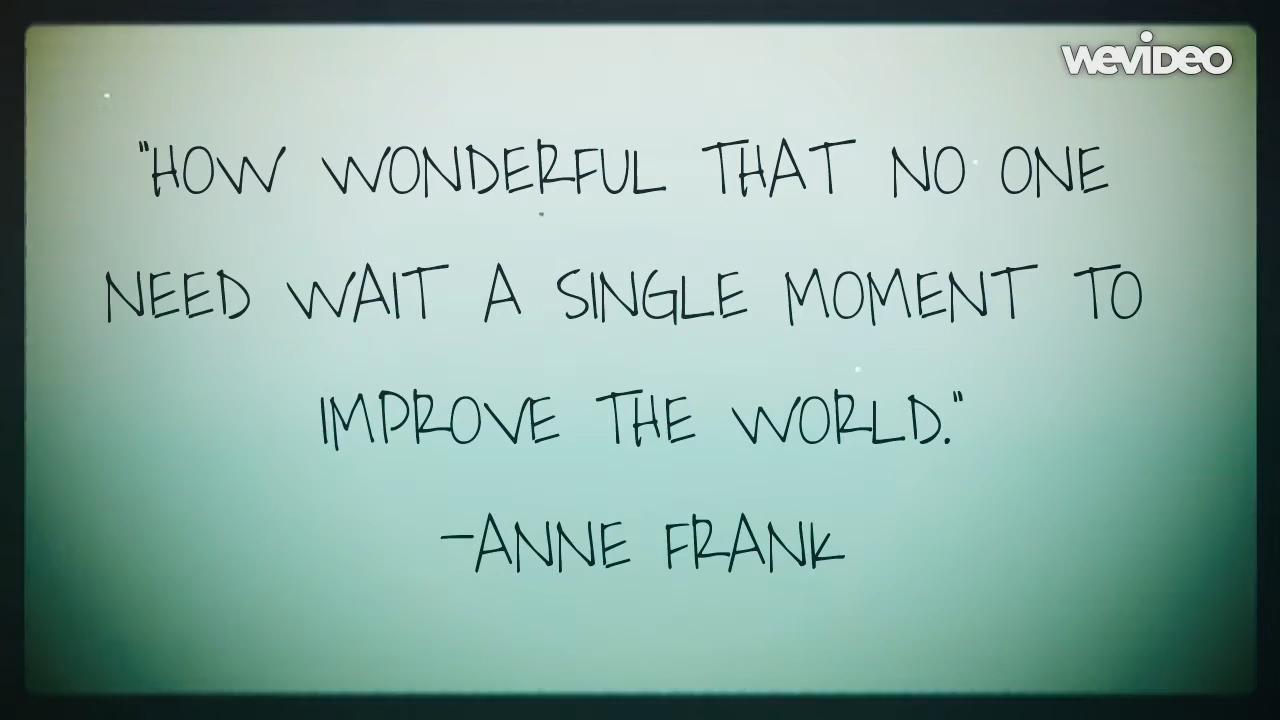 WEVIDEO
"HOW WONDERFUL THAT NO ONE
NEED WAIT A SINGLE MOMENT TO
IMPROVE THE WORLD."
-ANNE FRANK